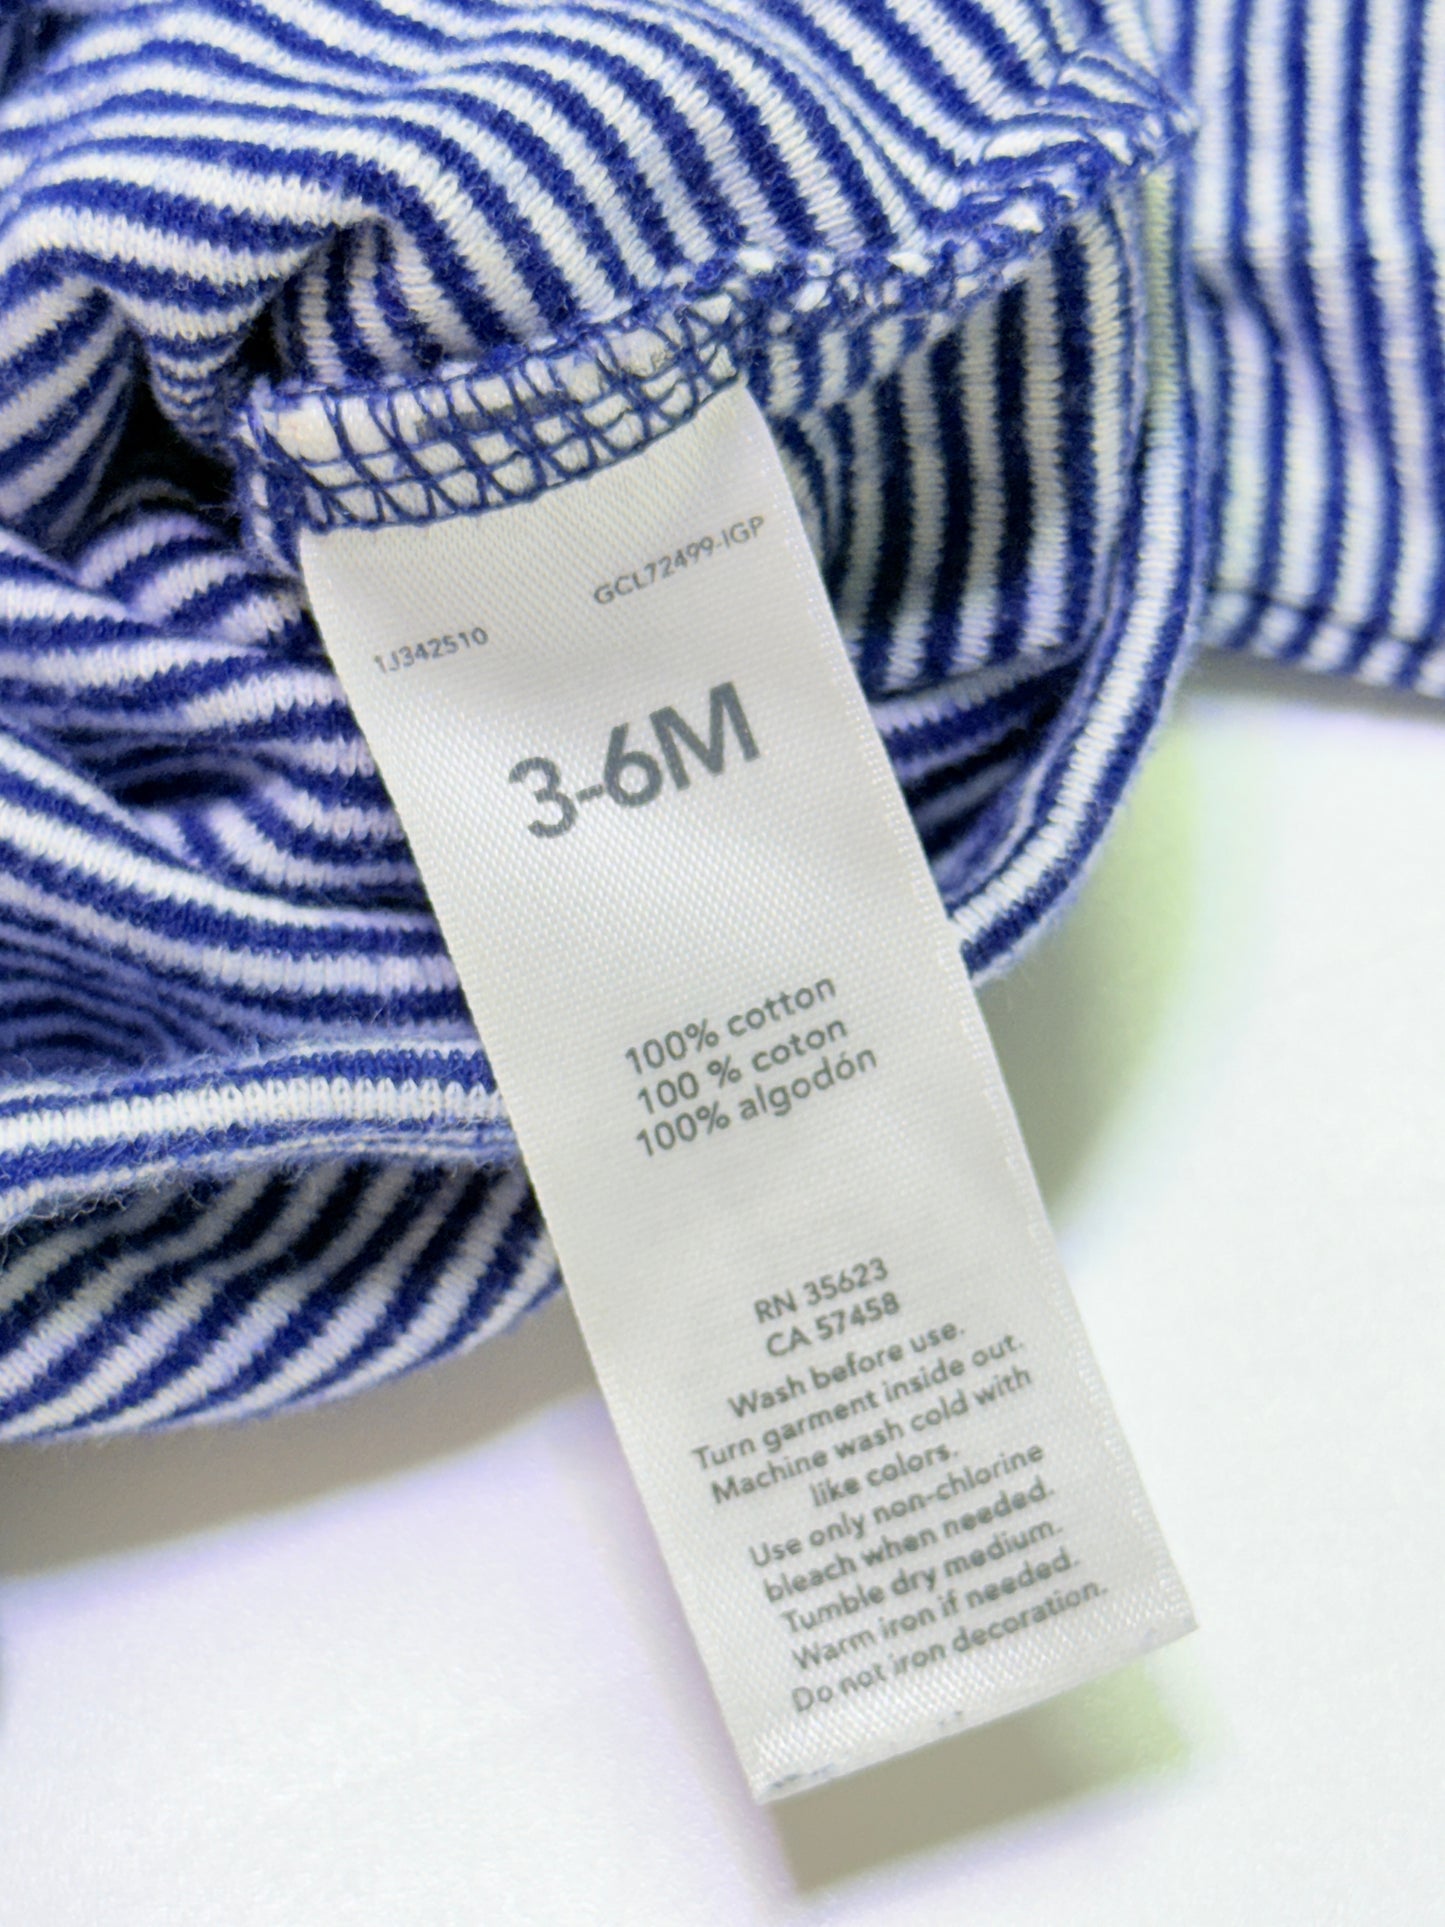 GCL72499-IGP
1J342510
3-6M
100% cotton
100 % coton
100% algodón
RN 35623
CA 57458
Wash before use.
Turn garment inside out.
Machine wash cold with
like colors.
Use only non-chlorine
bleach when needed.
Tumble dry medium.
Warm iron if needed.
Do not iron decoration.